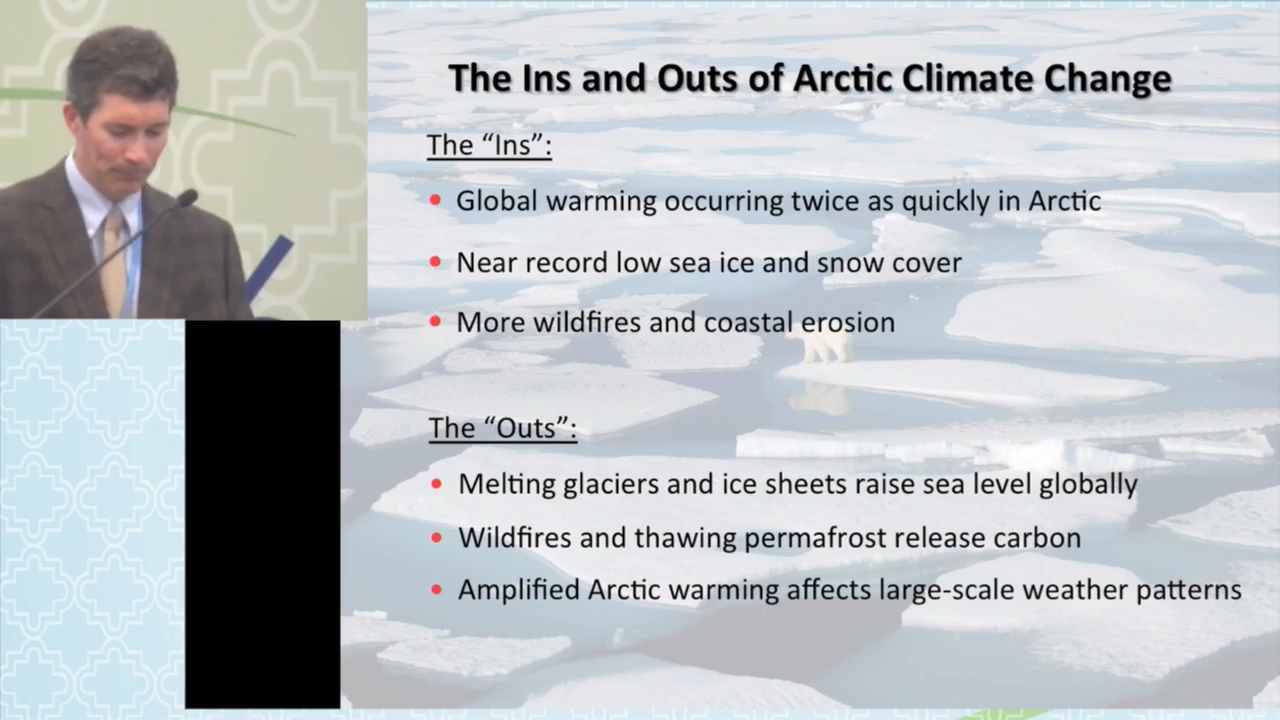 The Ins and Outs of Arctic Climate Change
The “Ins”:
Global warming occurring twice as quickly in Arctic
Near record low sea ice and snow cover
More wildfires and coastal erosion
The “Outs”:
Melting glaciers and ice sheets raise sea level globally
Wildfires and thawing permafrost release carbon
Amplified Arctic warming affects large-scale weather patterns